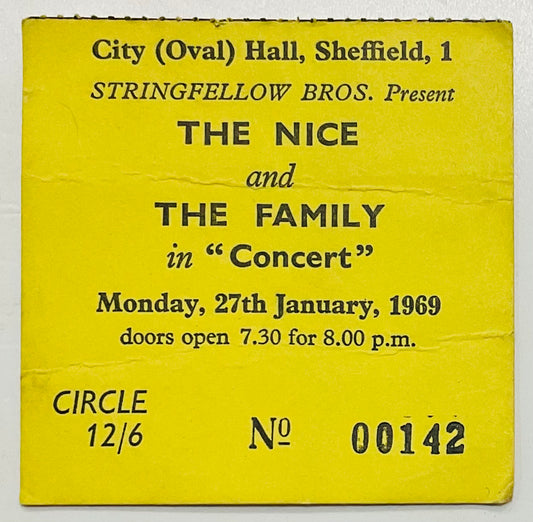 City (Oval) Hall, Sheffield, 1
STRINGFELLOW BROS. Present
THE NICE
and
THE FAMILY
in "Concert"
Monday, 27th January, 1969
doors open 7.30 for 8.00 p.m.
CIRCLE
12/6
Nº 00142